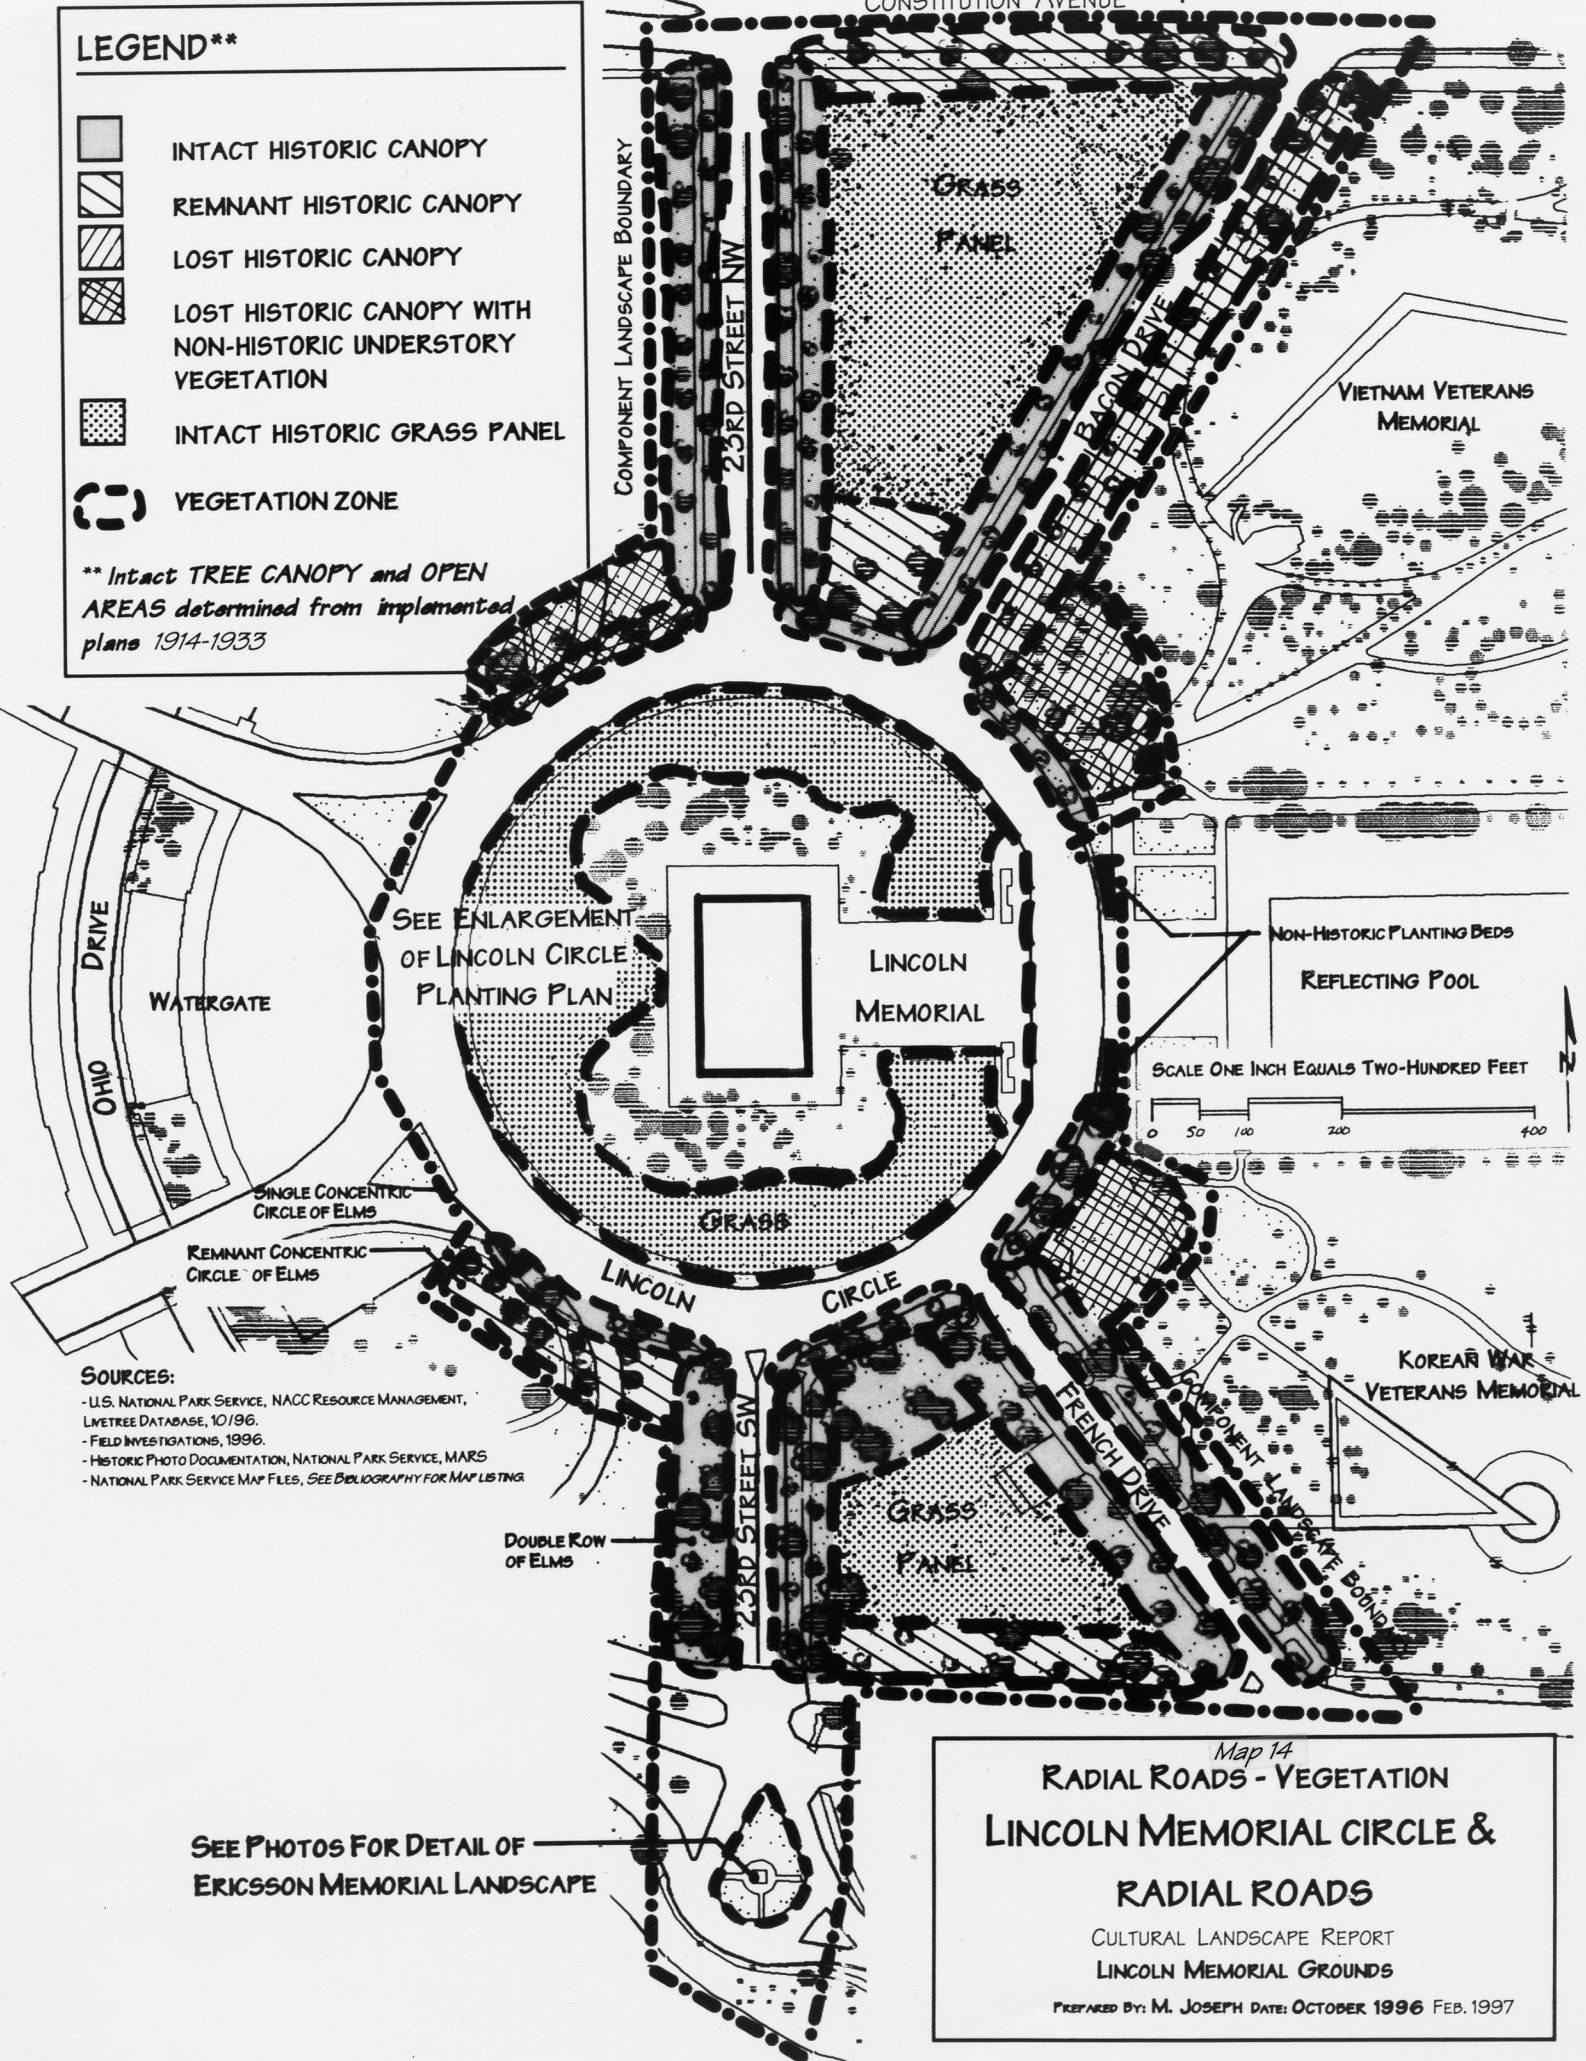 CONSTITUTION AVENUE
LEGEND**
INTACT HISTORIC CANOPY
REMNANT HISTORIC CANOPY
LOST HISTORIC CANOPY
LOST HISTORIC CANOPY WITH
NON-HISTORIC UNDERSTORY
VEGETATION
INTACT HISTORIC GRASS PANEL
VEGETATION ZONE
** Intact TREE CANOPY and OPEN
AREAS determined from implemented
plans 1914-1933
COMPONENT LANDSCAPE BOUNDARY
23RD STREET NW
GRASS
PANEL
BACON DRIVE
VIETNAM VETERANS
MEMORIAL
OHIO DRIVE
WATERGATE
SEE ENLARGEMENT
OF LINCOLN CIRCLE
PLANTING PLAN
LINCOLN
MEMORIAL
NON-HISTORIC PLANTING BEDS
REFLECTING POOL
N
SCALE ONE INCH EQUALS TWO-HUNDRED FEET
0 50 100 200 400
SINGLE CONCENTRIC
CIRCLE OF ELMS
REMNANT CONCENTRIC
CIRCLE OF ELMS
GRASS
LINCOLN CIRCLE
KOREAN WAR
VETERANS MEMORIAL
SOURCES:
- U.S. NATIONAL PARK SERVICE, NACC RESOURCE MANAGEMENT,
LIVETREE DATABASE, 10/96.
- FIELD INVESTIGATIONS, 1996.
- HISTORIC PHOTO DOCUMENTATION, NATIONAL PARK SERVICE, MARS
- NATIONAL PARK SERVICE MAP FILES, SEE BIBLIOGRAPHY FOR MAP LISTING.
23RD STREET SW
FRENCH DRIVE
COMPONENT LANDSCAPE BOUND
GRASS
PANEL
DOUBLE ROW
OF ELMS
SEE PHOTOS FOR DETAIL OF
ERICSSON MEMORIAL LANDSCAPE
Map 14
RADIAL ROADS - VEGETATION
LINCOLN MEMORIAL CIRCLE &
RADIAL ROADS
CULTURAL LANDSCAPE REPORT
LINCOLN MEMORIAL GROUNDS
PREPARED BY: M. JOSEPH DATE: OCTOBER 1996 FEB. 1997